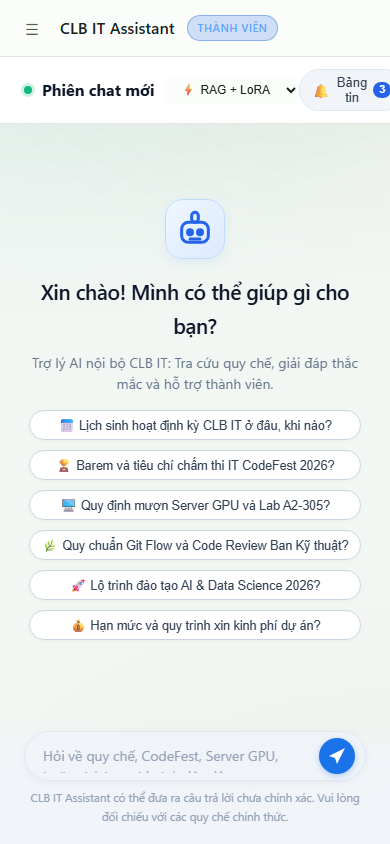 ☰ CLB IT Assistant THÀNH VIÊN
Phiên chat mới ⚡ RAG + LoRA 🔔 Bảng tin 3
Xin chào! Mình có thể giúp gì cho
bạn?
Trợ lý AI nội bộ CLB IT: Tra cứu quy chế, giải đáp thắc
mắc và hỗ trợ thành viên.
Lịch sinh hoạt định kỳ CLB IT ở đâu, khi nào?
Barem và tiêu chí chấm thi IT CodeFest 2026?
Quy định mượn Server GPU và Lab A2-305?
Quy chuẩn Git Flow và Code Review Ban Kỹ thuật?
Lộ trình đào tạo AI & Data Science 2026?
Hạn mức và quy trình xin kinh phí dự án?
Hỏi về quy chế, CodeFest, Server GPU,
CLB IT Assistant có thể đưa ra câu trả lời chưa chính xác. Vui lòng
đối chiếu với các quy chế chính thức.